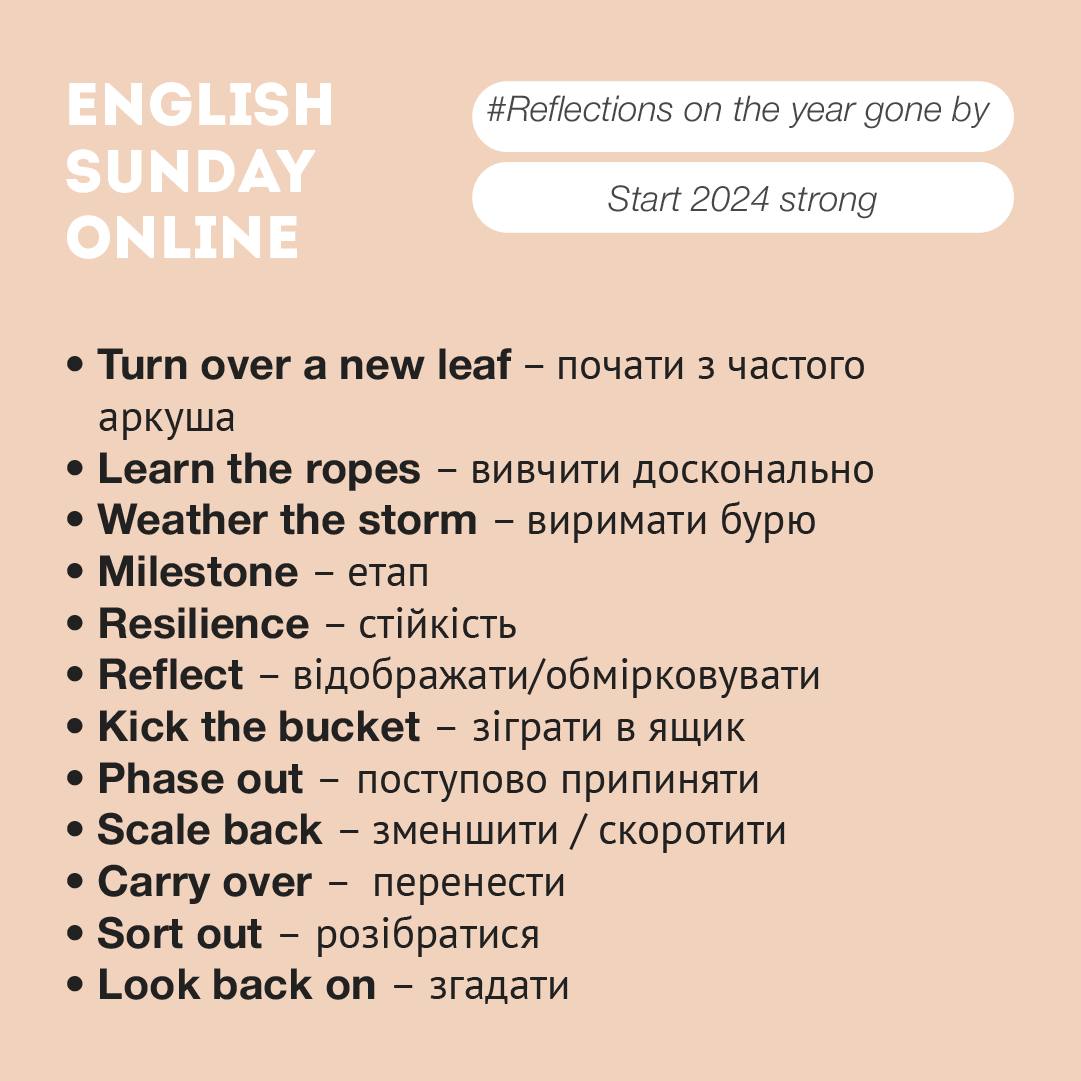 ENGLISH
SUNDAY
ONLINE
#Reflections on the year gone by
Start 2024 strong
• Turn over a new leaf – почати з частого
аркуша
• Learn the ropes – вивчити досконально
• Weather the storm – виримати бурю
• Milestone – етап
• Resilience – стійкість
• Reflect – відображати/обмірковувати
• Kick the bucket – зіграти в ящик
• Phase out – поступово припиняти
• Scale back – зменшити / скоротити
• Carry over – перенести
• Sort out – розібратися
• Look back on – згадати